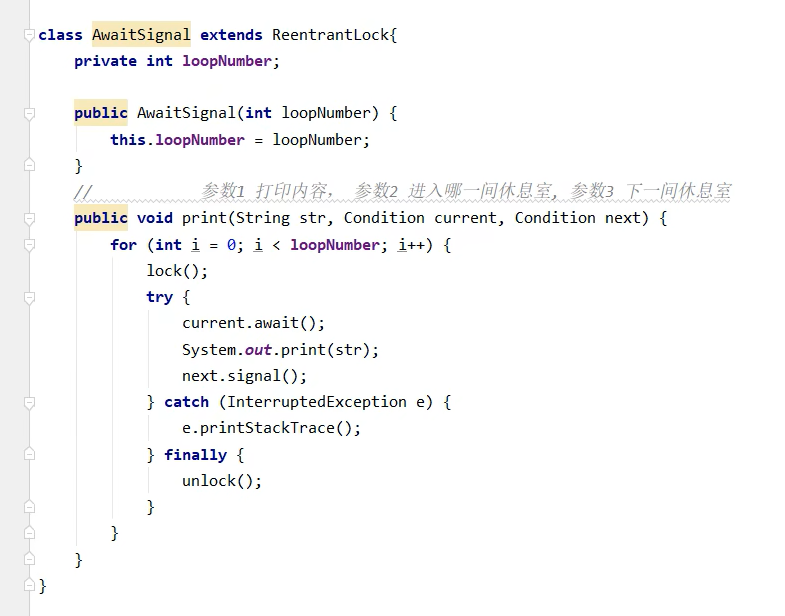 class AwaitSignal extends ReentrantLock{
private int loopNumber;
public AwaitSignal(int loopNumber) {
this.loopNumber = loopNumber;
}
// 参数1 打印内容， 参数2 进入哪一间休息室, 参数3 下一间休息室
public void print(String str, Condition current, Condition next) {
for (int i = 0; i < loopNumber; i++) {
lock();
try {
current.await();
System.out.print(str);
next.signal();
} catch (InterruptedException e) {
e.printStackTrace();
} finally {
unlock();
}
}
}
}